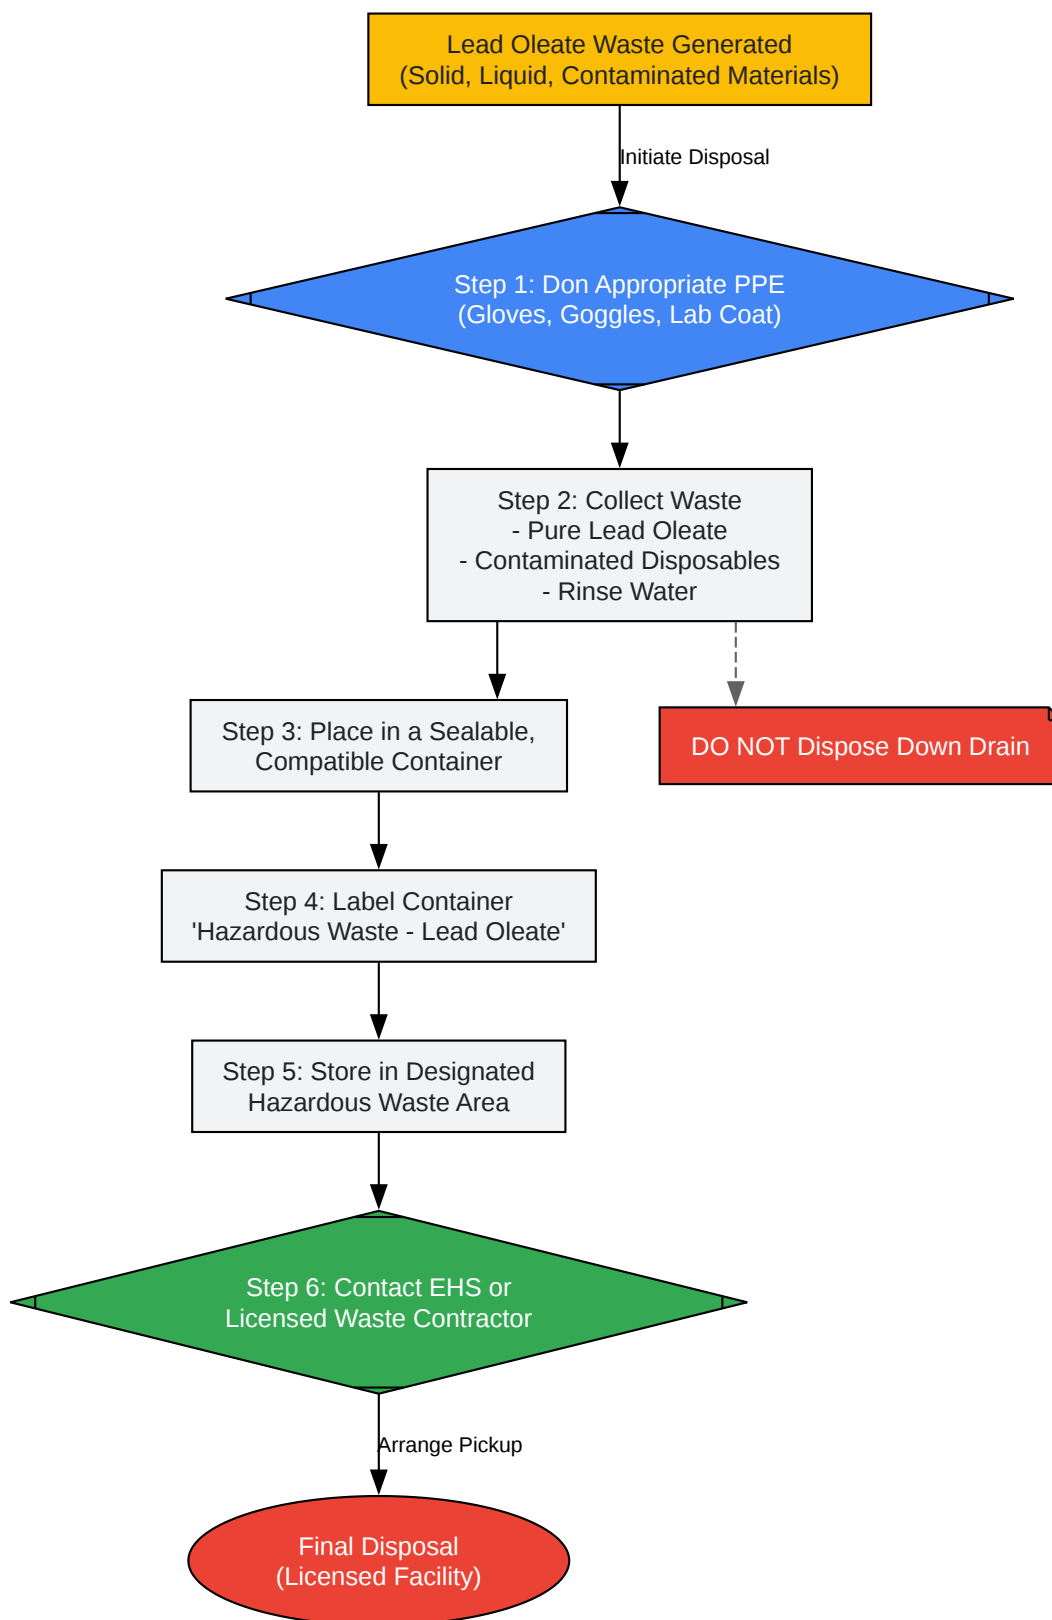 Lead Oleate Waste Generated
(Solid, Liquid, Contaminated Materials)
Initiate Disposal
Step 1: Don Appropriate PPE
(Gloves, Goggles, Lab Coat)
Step 2: Collect Waste
- Pure Lead Oleate
- Contaminated Disposables
- Rinse Water
Step 3: Place in a Sealable,
Compatible Container
DO NOT Dispose Down Drain
Step 4: Label Container
'Hazardous Waste - Lead Oleate'
Step 5: Store in Designated
Hazardous Waste Area
Step 6: Contact EHS or
Licensed Waste Contractor
Arrange Pickup
Final Disposal
(Licensed Facility)